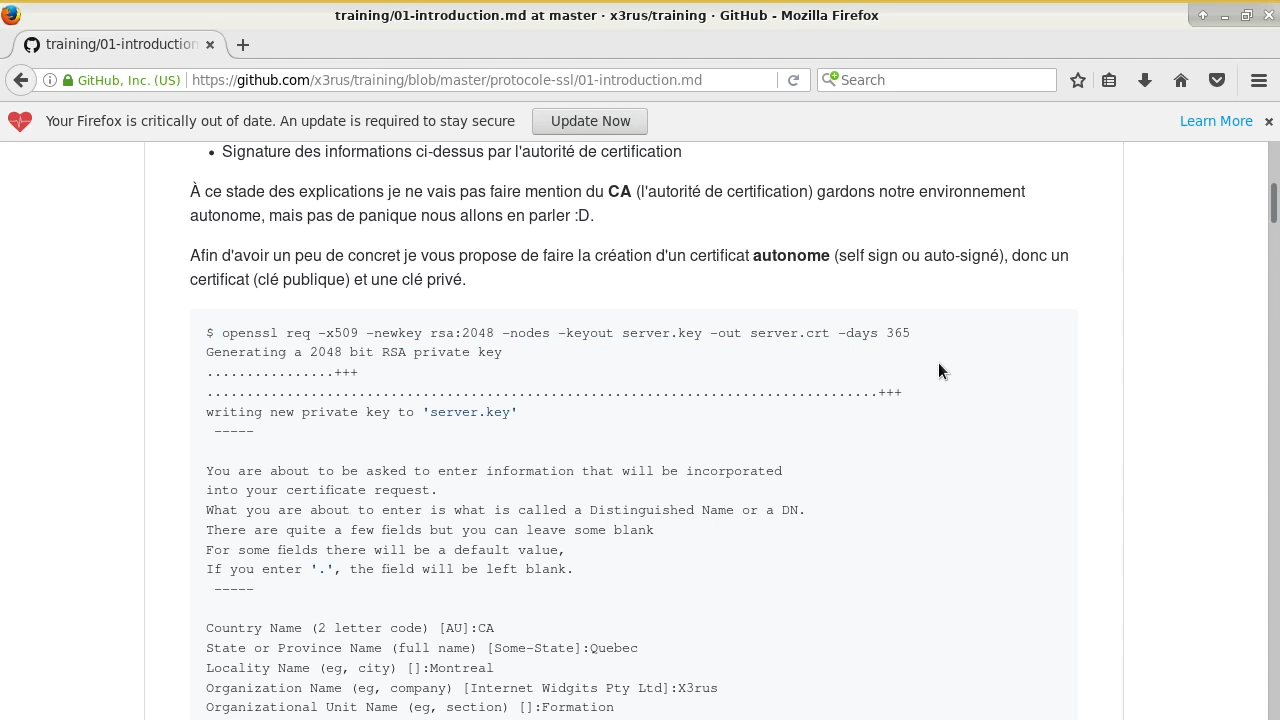 training/01-introduction.md at master · x3rus/training · GitHub - Mozilla Firefox
training/01-introduction
GitHub, Inc. (US)
https://github.com/x3rus/training/blob/master/protocole-ssl/01-introduction.md
Search
Your Firefox is critically out of date. An update is required to stay secure
Update Now
Learn More
• Signature des informations ci-dessus par l'autorité de certification
À ce stade des explications je ne vais pas faire mention du CA (l'autorité de certification) gardons notre environnement
autonome, mais pas de panique nous allons en parler :D.
Afin d'avoir un peu de concret je vous propose de faire la création d'un certificat autonome (self sign ou auto-signé), donc un
certificat (clé publique) et une clé privé.
$ openssl req -x509 -newkey rsa:2048 -nodes -keyout server.key -out server.crt -days 365
Generating a 2048 bit RSA private key
................+++
....................................................................................+++
writing new private key to 'server.key'
-----
You are about to be asked to enter information that will be incorporated
into your certificate request.
What you are about to enter is what is called a Distinguished Name or a DN.
There are quite a few fields but you can leave some blank
For some fields there will be a default value,
If you enter '.', the field will be left blank.
-----
Country Name (2 letter code) [AU]:CA
State or Province Name (full name) [Some-State]:Quebec
Locality Name (eg, city) []:Montreal
Organization Name (eg, company) [Internet Widgits Pty Ltd]:X3rus
Organizational Unit Name (eg, section) []:Formation